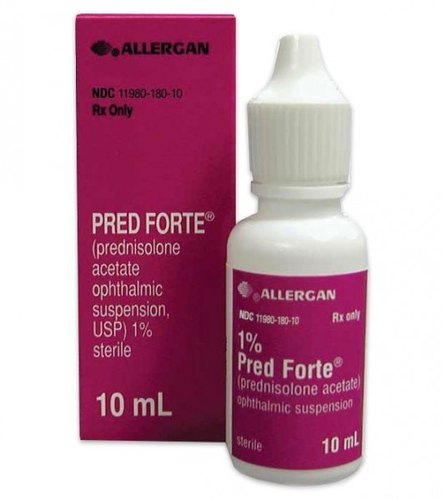 ALLERGAN
NDC 11980-180-10
Rx Only
PRED FORTE®
(prednisolone
acetate
ophthalmic
suspension,
USP) 1%
sterile
10 mL
ALLERGAN
NDC 11980-180-10 Rx only
1%
Pred Forte®
(prednisolone acetate)
ophthalmic suspension
sterile 10 mL